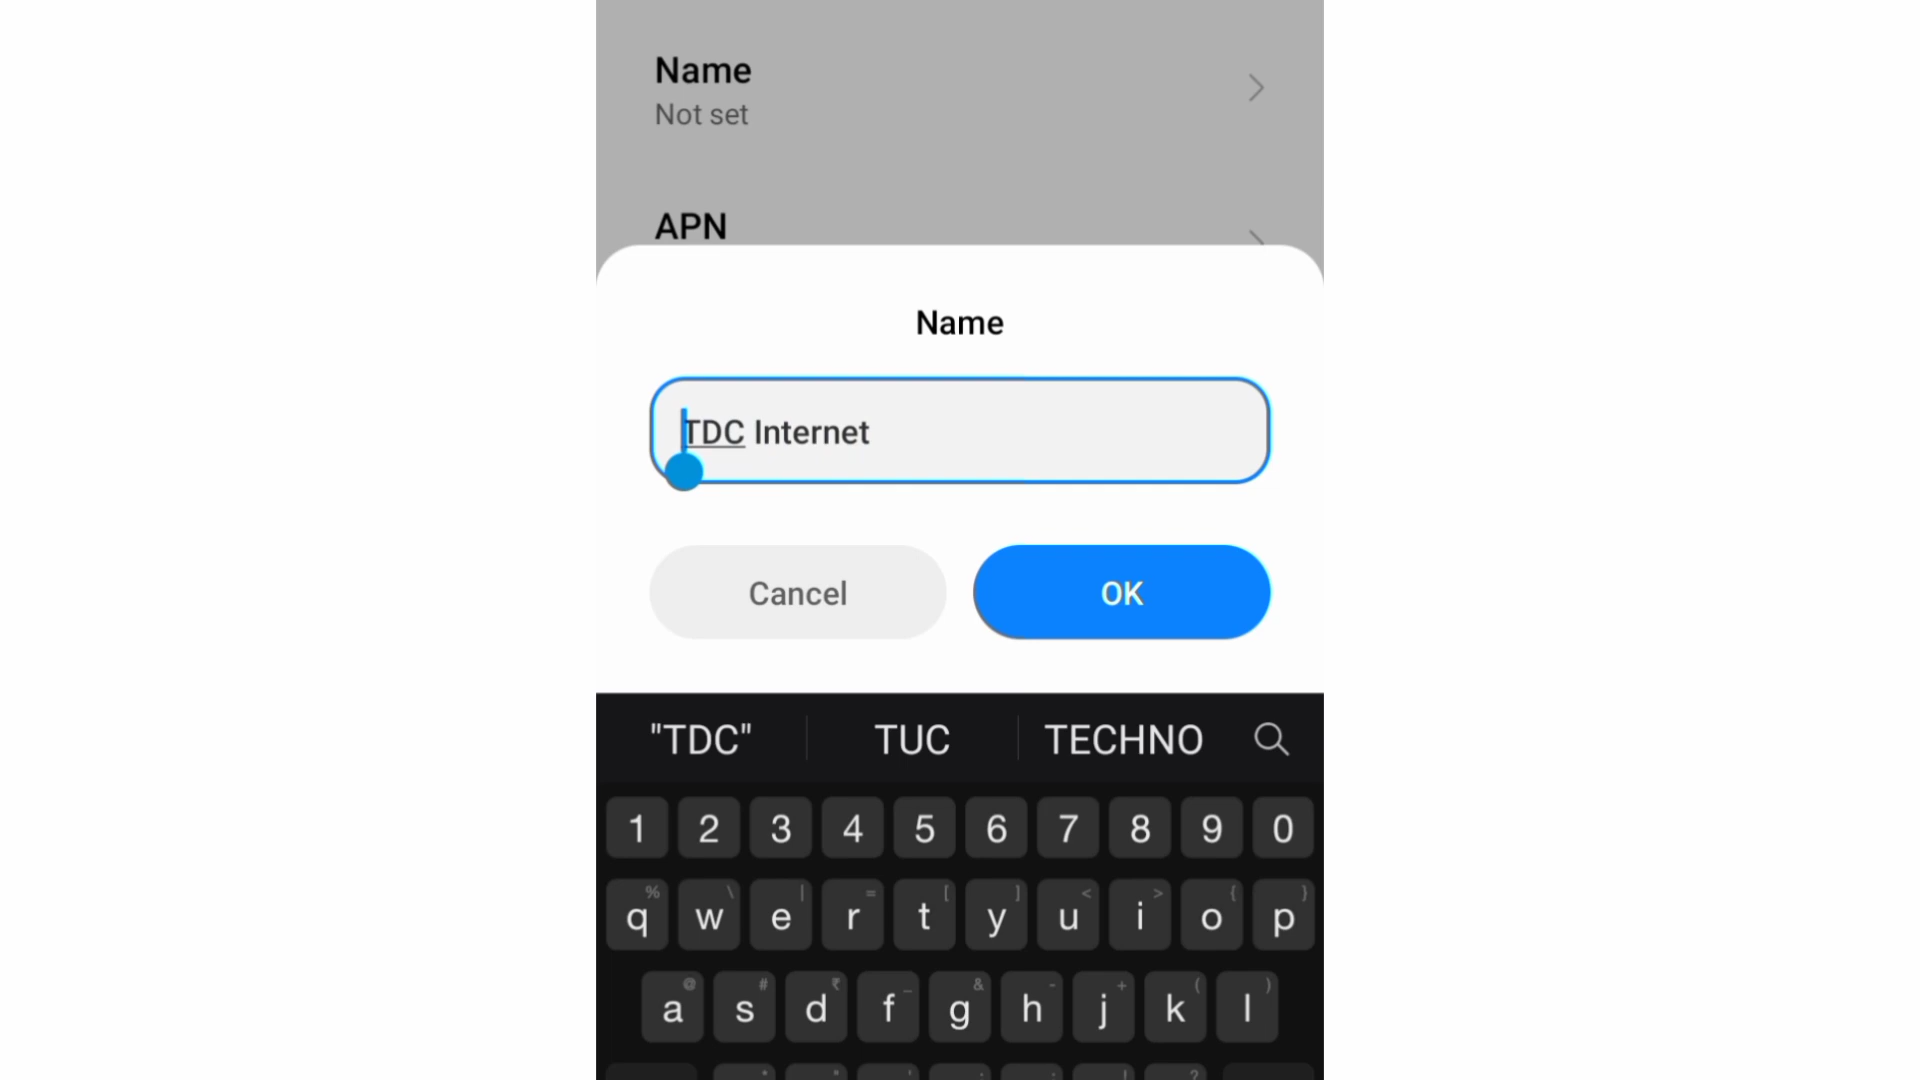 Name
Not set
APN
Name
TDC Internet
Cancel OK
"TDC" TUC TECHNO
1 2 3 4 5 6 7 8 9 0
% \ | = [ ] < > { }
q w e r t y u i o p
@ # ₹ _ & - + ( )
a s d f g h j k l
* " ' : ; ! ?